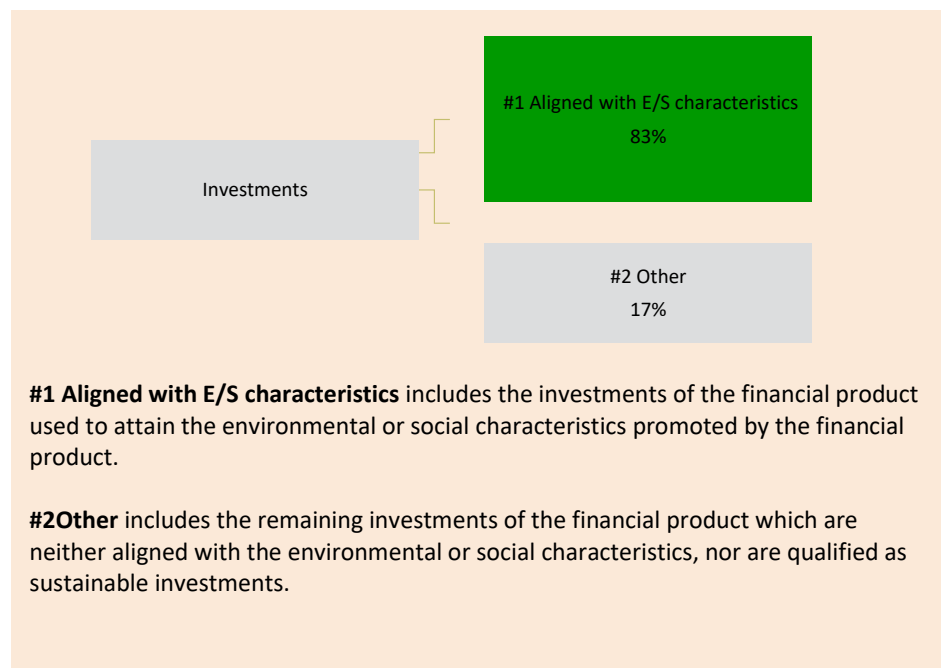 #1 Aligned with E/S characteristics
83%
Investments
#2 Other
17%
#1 Aligned with E/S characteristics includes the investments of the financial product
used to attain the environmental or social characteristics promoted by the financial
product.
#2Other includes the remaining investments of the financial product which are
neither aligned with the environmental or social characteristics, nor are qualified as
sustainable investments.